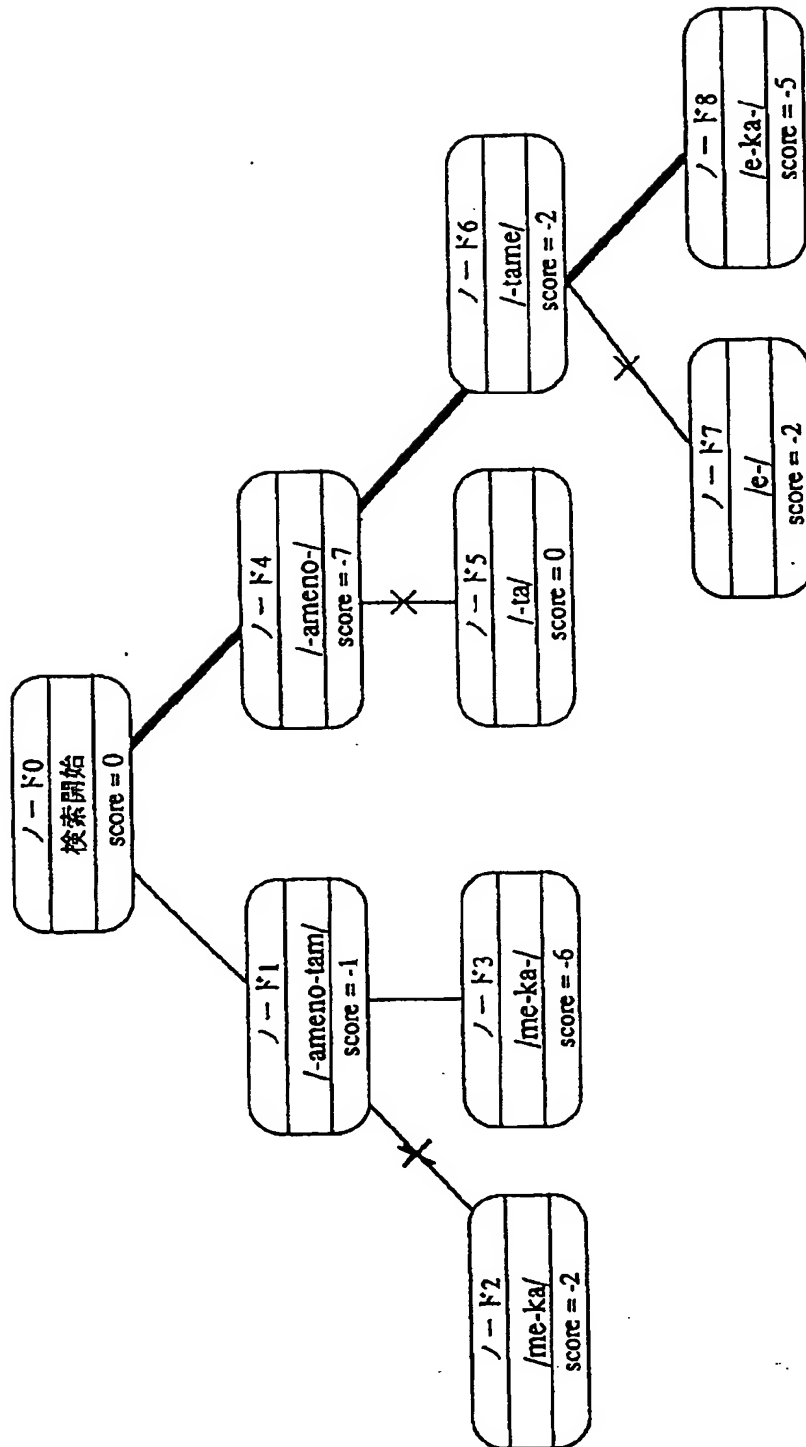 ノード0
検索開始
score = 0
ノード1
/-ameno-tam/
score = -1
ノード2
/me-ka/
score = -2
ノード3
/me-ka-/
score = -6
ノード4
/-ameno-/
score = -7
ノード5
/-ta/
score = 0
ノード6
/-tame/
score = -2
ノード7
/e-/
score = -2
ノード8
/e-ka-/
score = -5